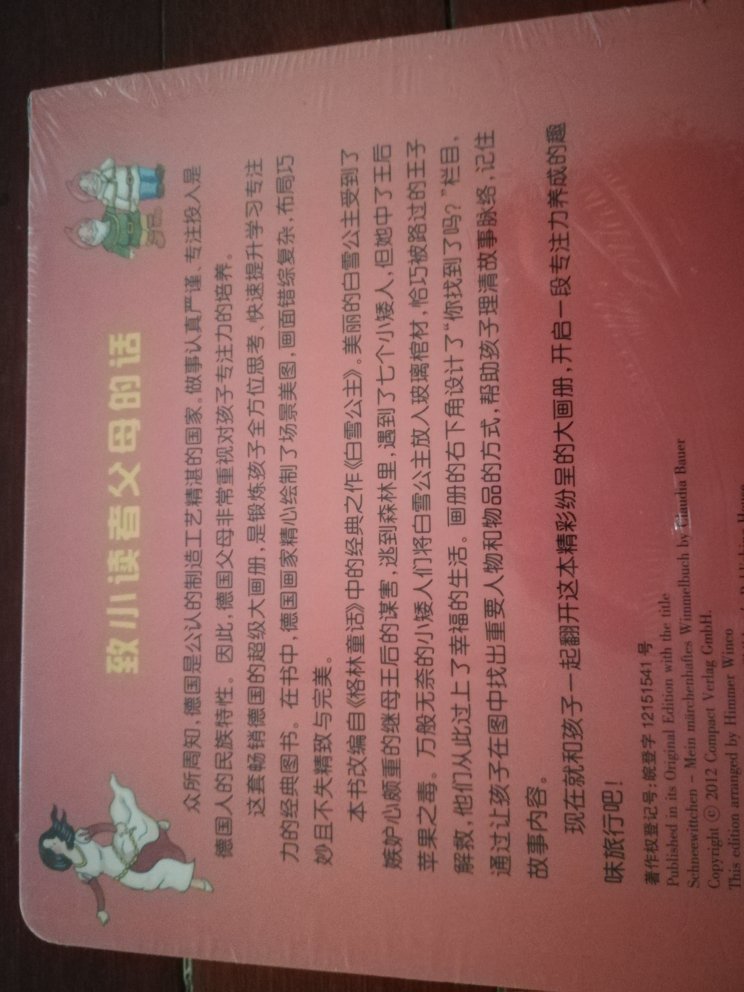 致小读者父母的话
众所周知，德国是公认的制造工艺精湛的国家。做事认真严谨、专注投入是
德国人的民族特性。因此，德国父母非常重视对孩子专注力的培养。
这套畅销德国的超级大画册，是锻炼孩子全方位思考、快速提升学习专注
力的经典图书。在书中，德国画家精心绘制了场景美图，画面错综复杂，布局巧
妙且不失精致与完美。
本书改编自《格林童话》中的经典之作《白雪公主》。美丽的白雪公主受到了
嫉妒心颇重的继母王后的谋害，逃到森林里，遇到了七个小矮人，但她中了王后
苹果之毒。万般无奈的小矮人们将白雪公主放入玻璃棺材，恰巧被路过的王子
解救，他们从此过上了幸福的生活。画册的右下角设计了“你找到了吗？”栏目，
通过让孩子在图中找出重要人物和物品的方式，帮助孩子理清故事脉络，记住
故事内容。
现在就和孩子一起翻开这本精彩纷呈的大画册，开启一段专注力养成的趣
味旅行吧！
著作权登记号：皖登字 12151541 号
Published in its Original Edition with the title
Schneewittchen - Mein märchenhaftes Wimmelbuch by Claudia Bauer
Copyright © 2012 Compact Verlag GmbH.
This edition arranged by Himmer Winco